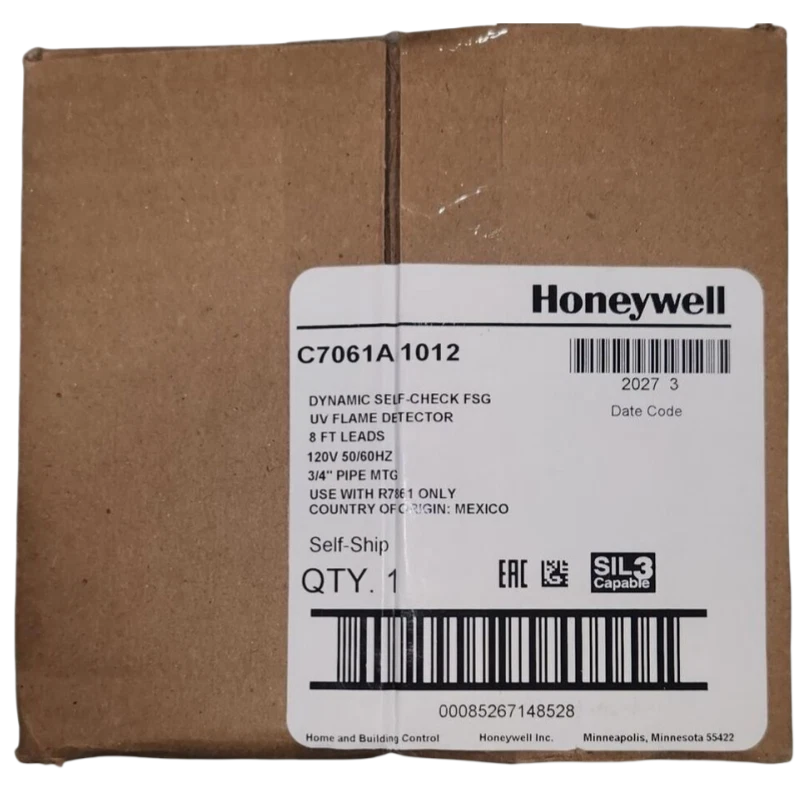 Honeywell
C7061A 1012
2027 3
Date Code
DYNAMIC SELF-CHECK FSG
UV FLAME DETECTOR
8 FT LEADS
120V 50/60HZ
3/4" PIPE MTG
USE WITH R7861 ONLY
COUNTRY OF ORIGIN: MEXICO
Self-Ship
QTY. 1
EAC
SIL3
Capable
00085267148528
Home and Building Control
Honeywell Inc.
Minneapolis, Minnesota 55422